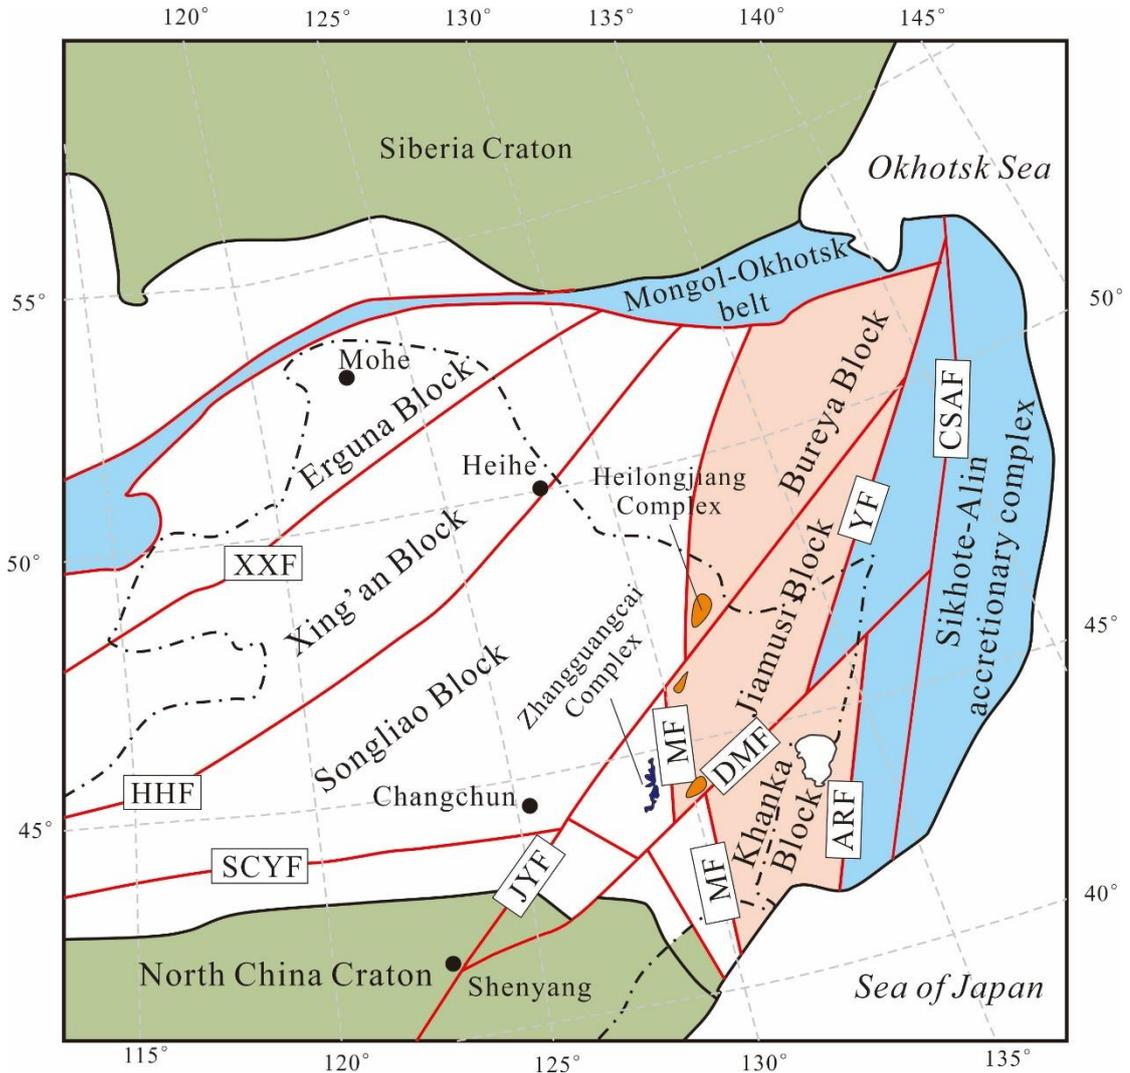 120°
125°
130°
135°
140°
145°
Siberia Craton
Okhotsk Sea
Mongol-Okhotsk
belt
55°
50°
Mohe
Erguna Block
Bureya Block
CSAF
Heihe
Heilongjiang
Complex
YF
Sikhote-Alin
accretionary complex
50°
XXF
Xing'an Block
Jiamusi Block
Zhangguangcai
Complex
45°
Songliao Block
MF
DMF
HHF
Changchun
Khanka
Block
ARF
45°
SCYF
JYF
MF
40°
North China Craton
Shenyang
Sea of Japan
115°
120°
125°
130°
135°